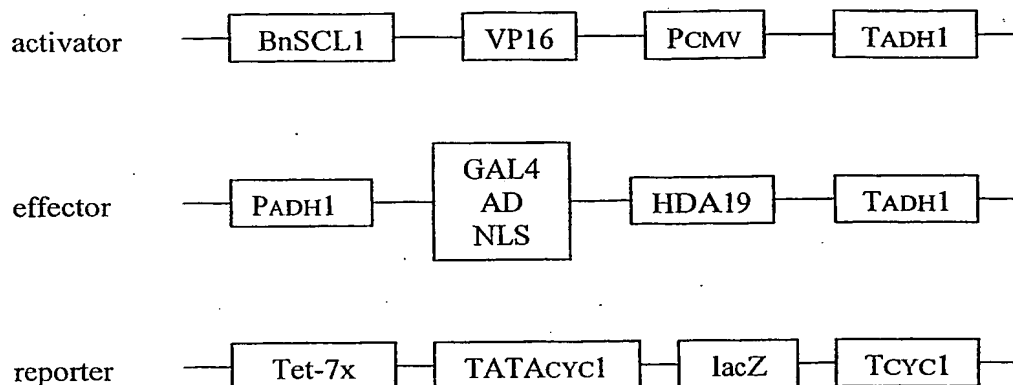 activator BnSCL1 VP16 PCMV TADH1
effector PADH1 GAL4 AD NLS HDA19 TADH1
reporter Tet-7x TATACYC1 lacZ TCYC1